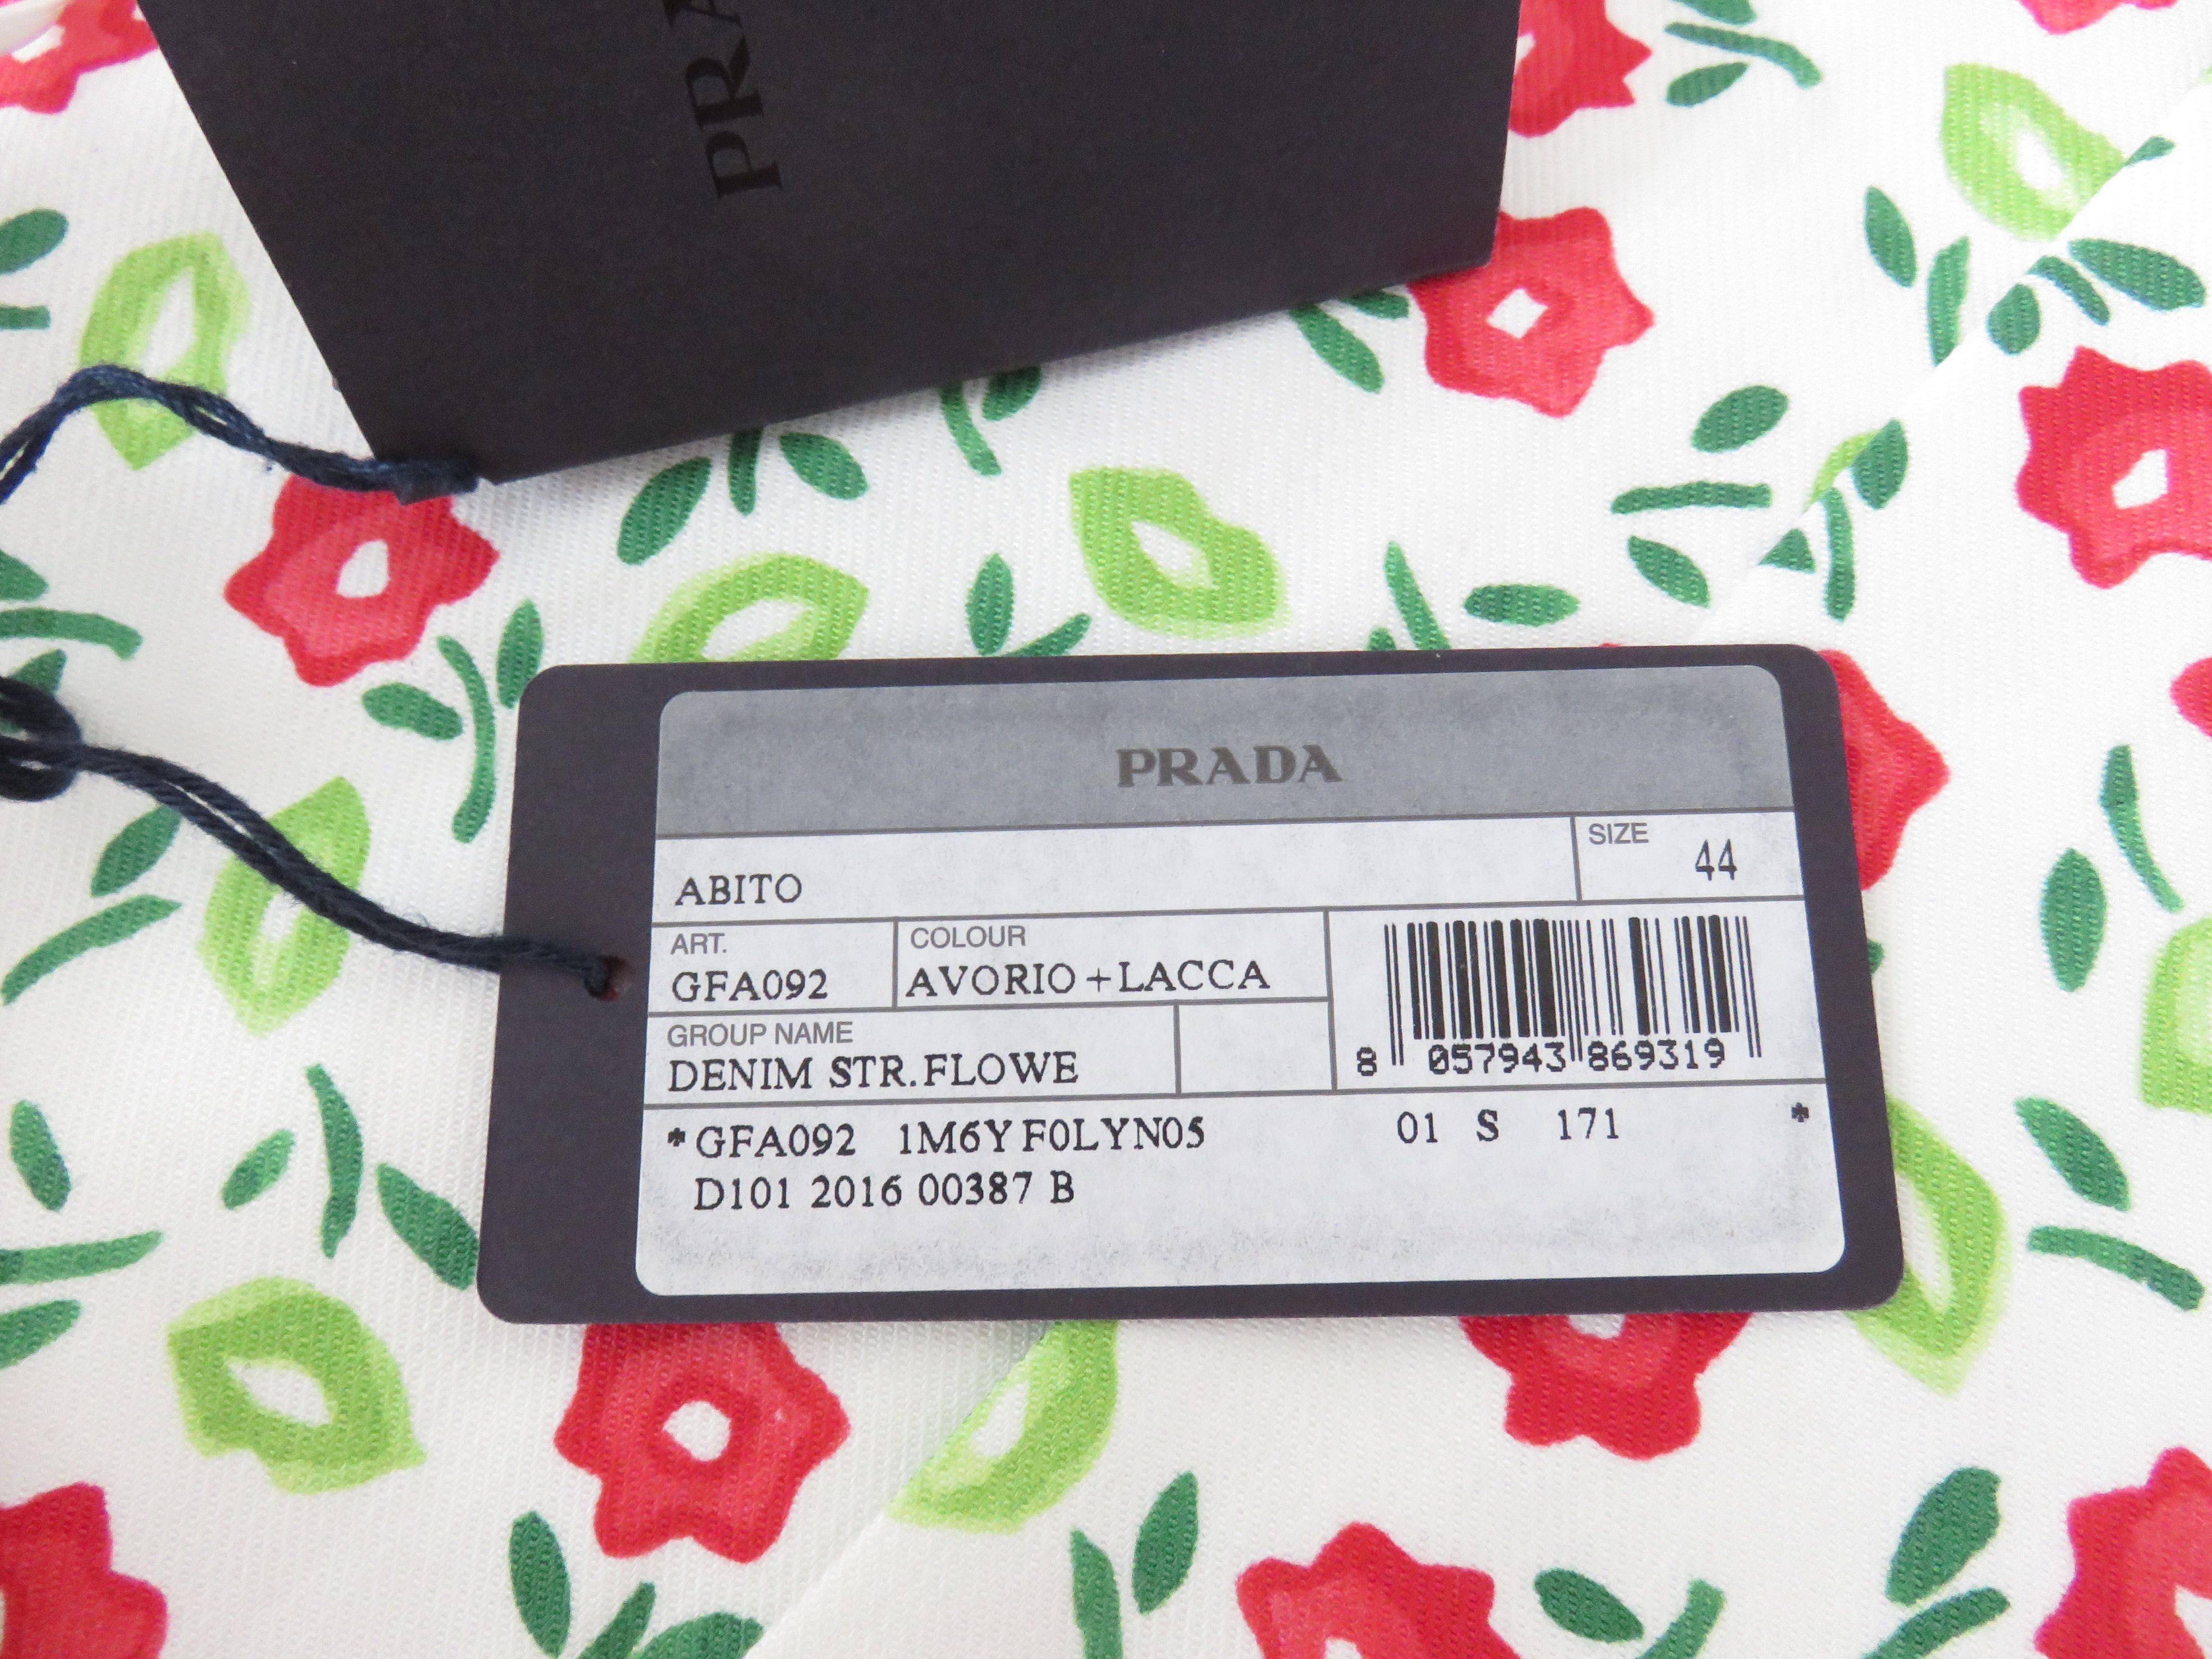 PRA
PRADA
SIZE
44
ABITO
ART.
COLOUR
GFA092
AVORIO+LACCA
GROUP NAME
DENIM STR.FLOWE
8 057943 869319
*GFA092 1M6Y F0LYN05 01 S 171 *
D101 2016 00387 B